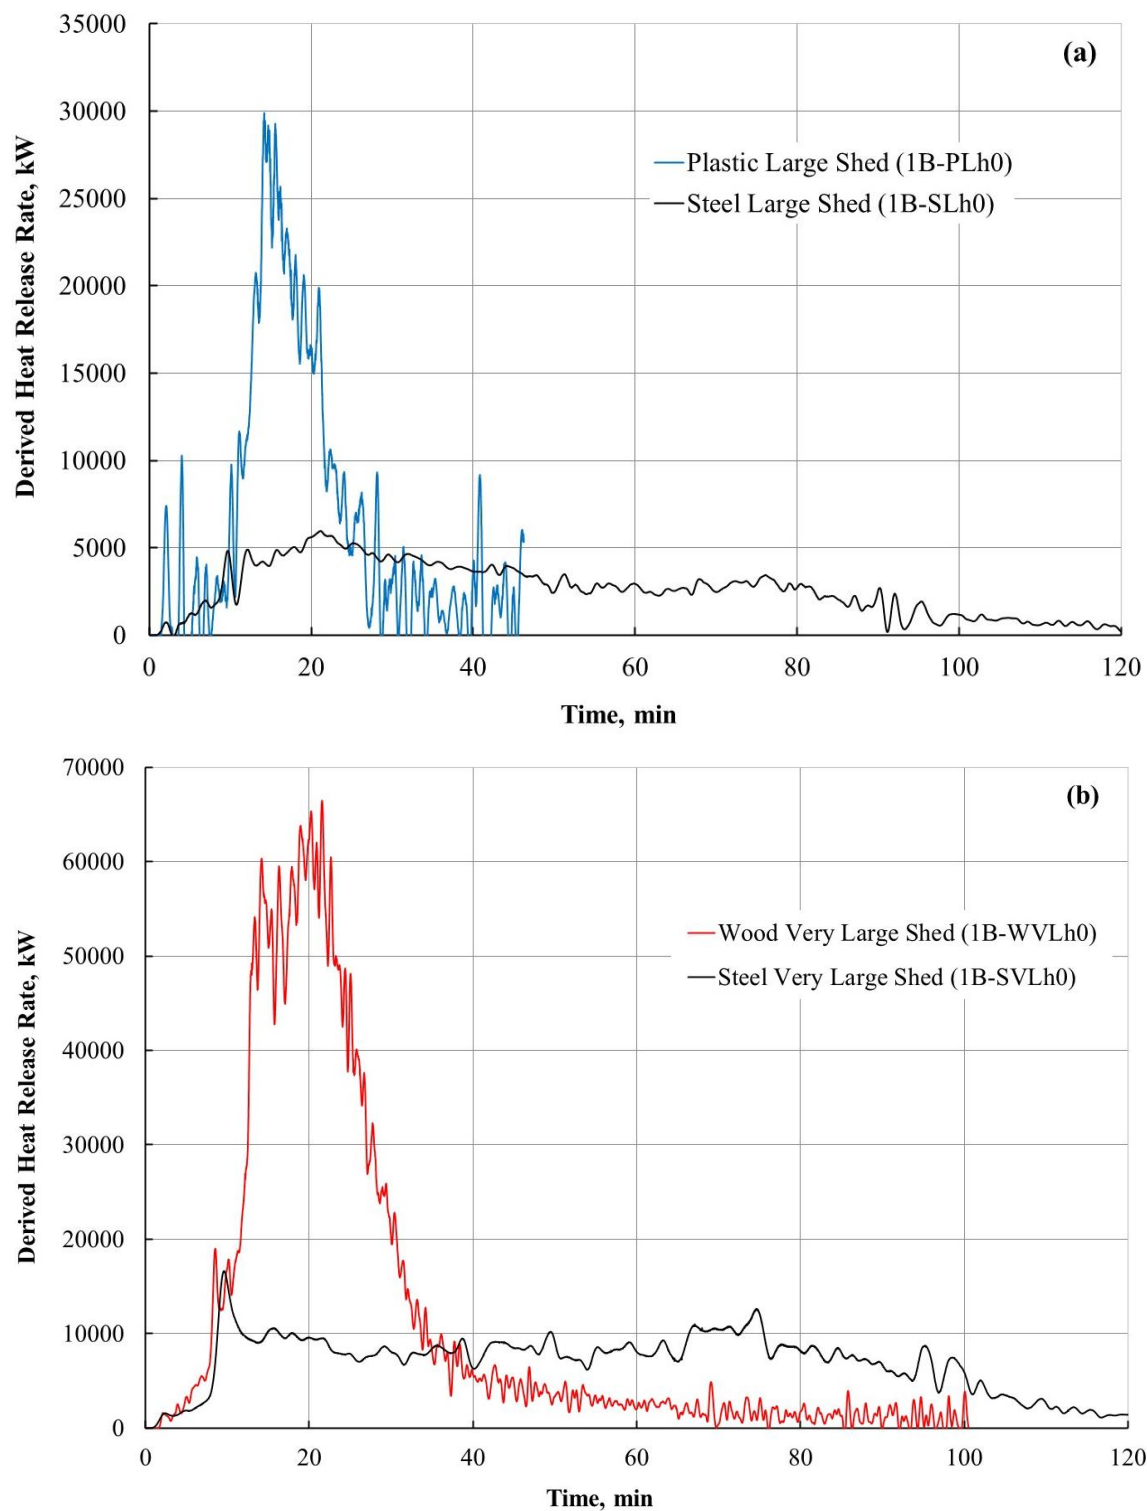 (a)
35000
30000
25000
20000
15000
10000
5000
0
Derived Heat Release Rate, kW
Plastic Large Shed (1B-PLh0)
Steel Large Shed (1B-SLh0)
0 20 40 60 80 100 120
Time, min
(b)
70000
60000
50000
40000
30000
20000
10000
0
Derived Heat Release Rate, kW
Wood Very Large Shed (1B-WVLh0)
Steel Very Large Shed (1B-SVLh0)
0 20 40 60 80 100 120
Time, min